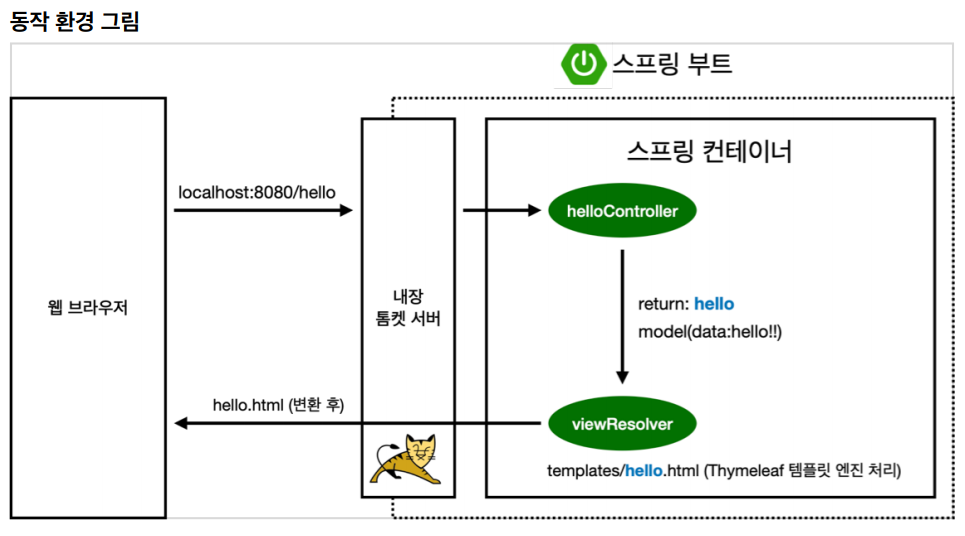 동작 환경 그림
스프링 부트
스프링 컨테이너
localhost:8080/hello
helloController
웹 브라우저
내장
톰켓 서버
return: hello
model(data:hello!!)
hello.html (변환 후)
viewResolver
templates/hello.html (Thymeleaf 템플릿 엔진 처리)